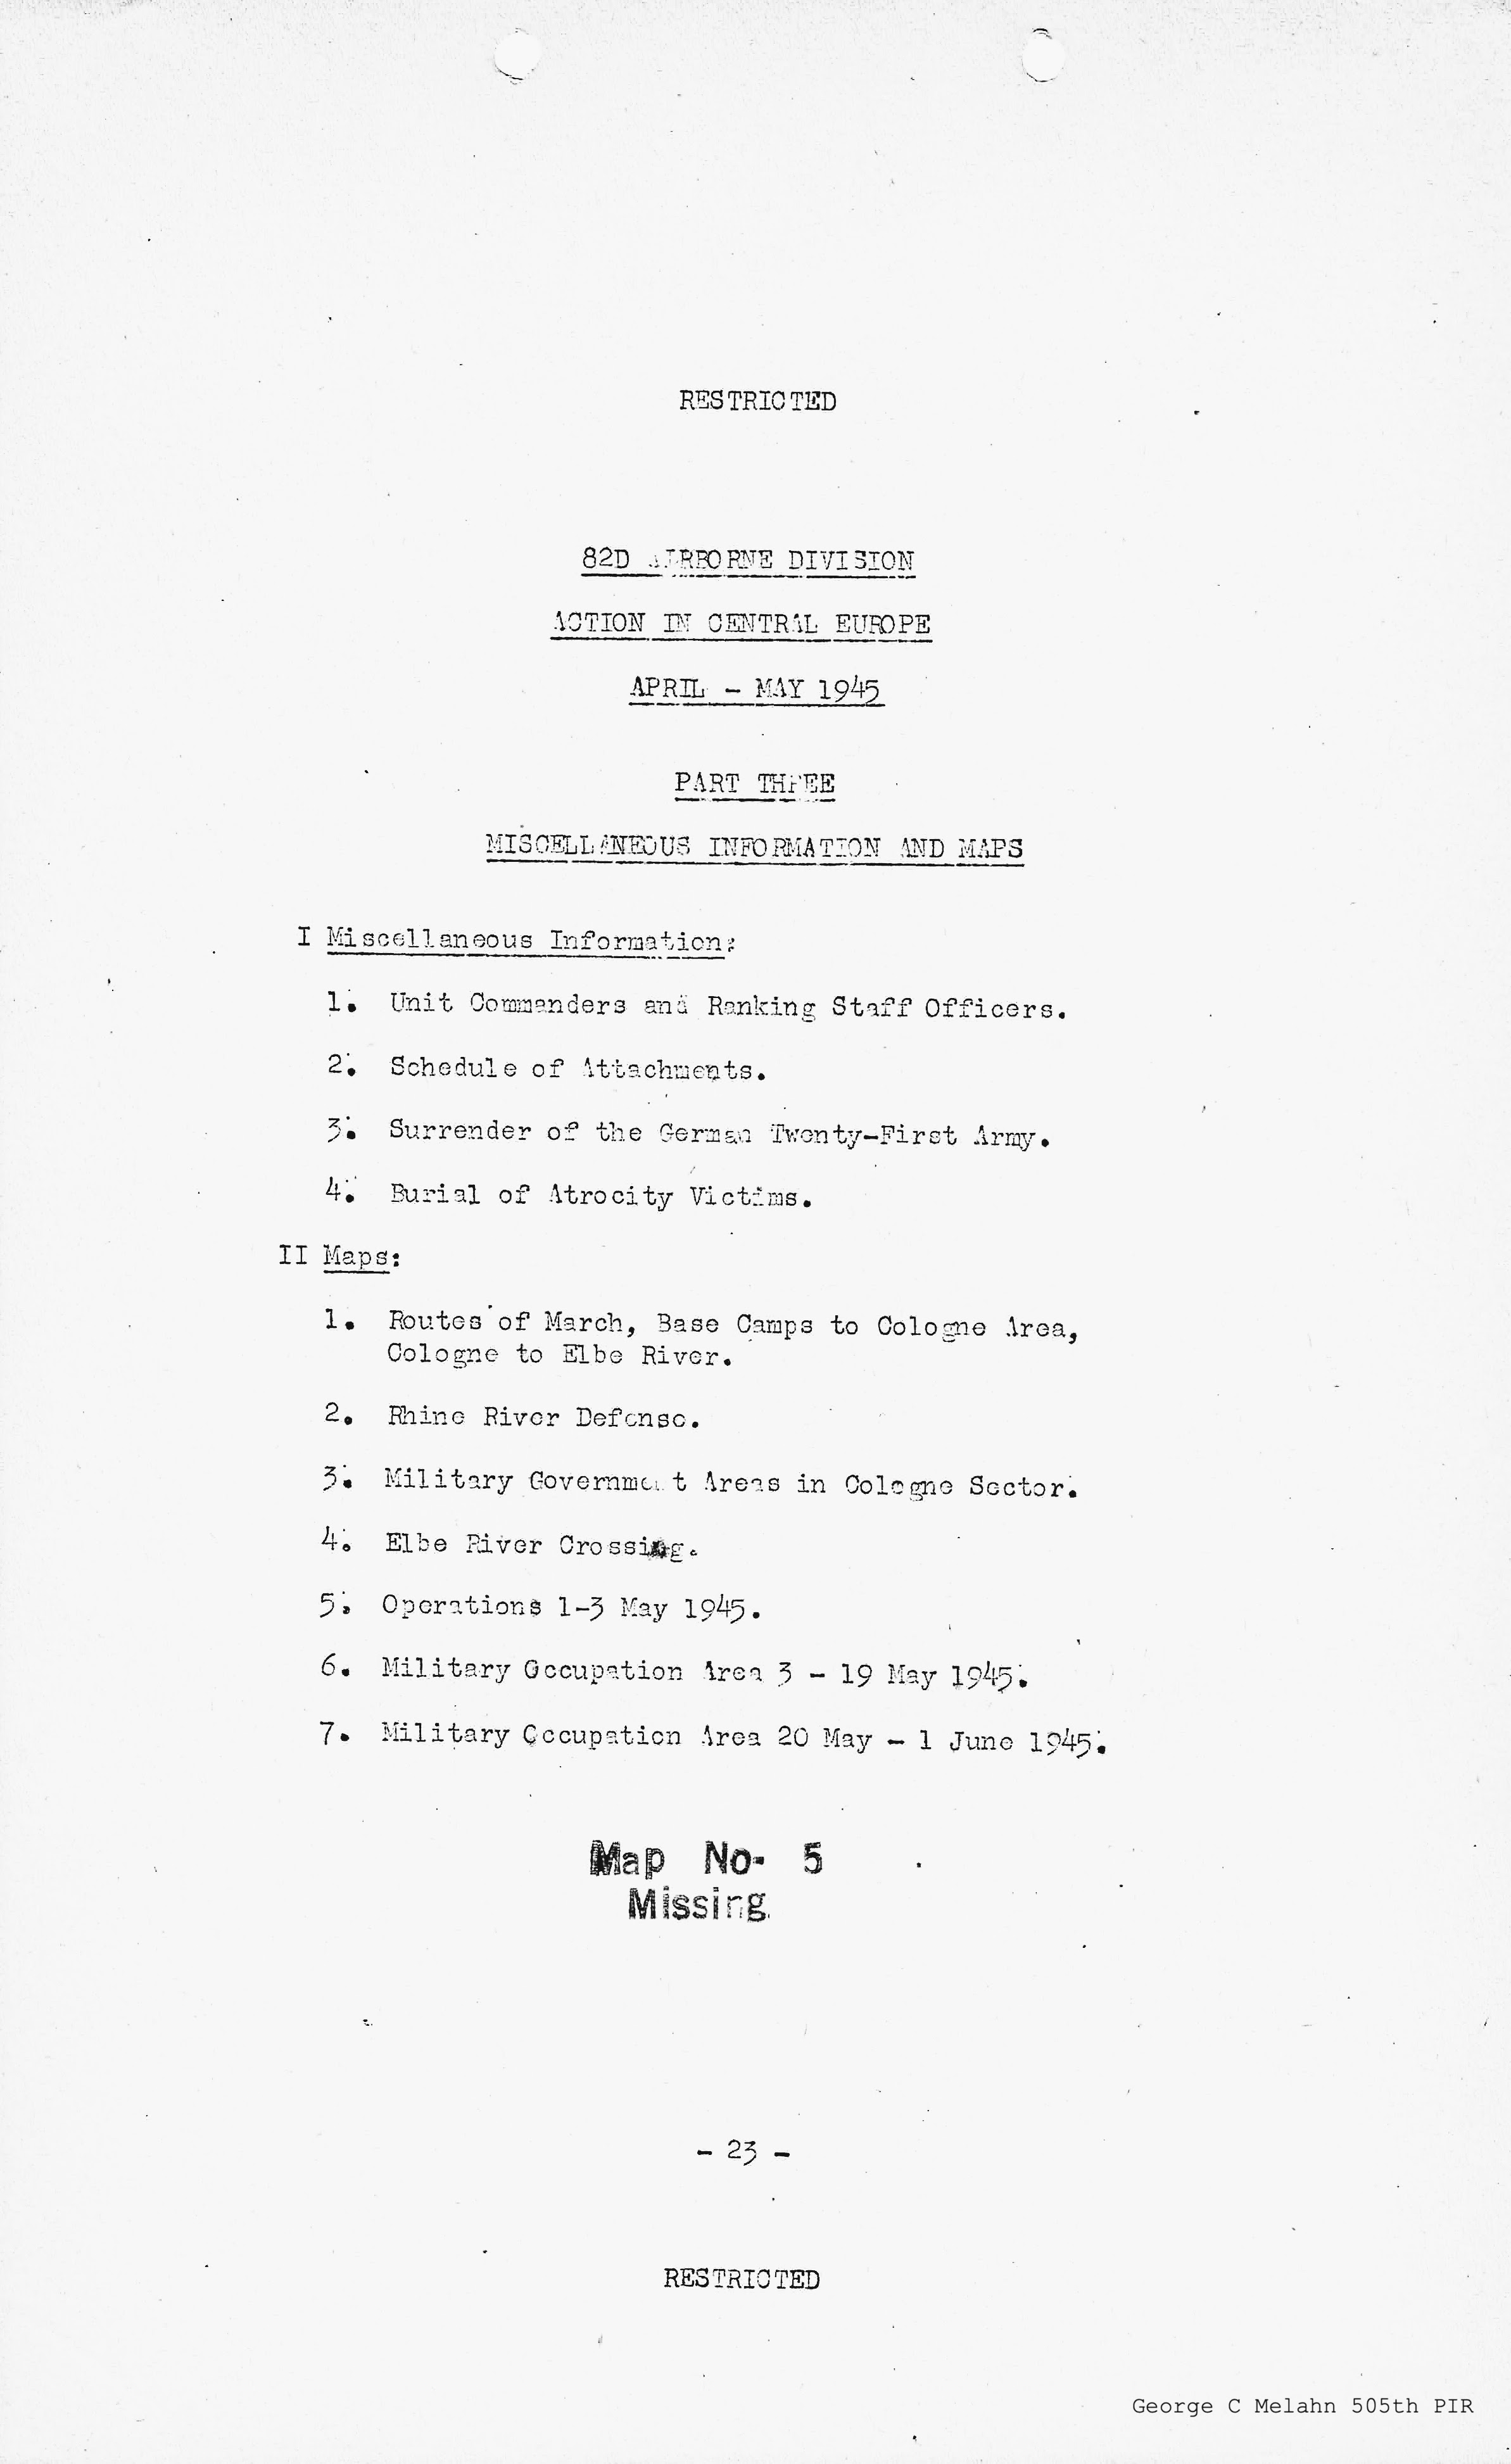 RESTRICTED
82D AIRBORNE DIVISION
ACTION IN CENTRAL EUROPE
APRIL - MAY 1945
PART THREE
MISCELLANEOUS INFORMATION AND MAPS
I Miscellaneous Information:
1. Unit Commanders and Ranking Staff Officers.
2. Schedule of Attachments.
3. Surrender of the German Twenty-First Army.
4. Burial of Atrocity Victims.
II Maps:
1. Routes of March, Base Camps to Cologne Area,
Cologne to Elbe River.
2. Rhine River Defense.
3. Military Government Areas in Cologne Sector.
4. Elbe River Crossing.
5. Operations 1-3 May 1945.
6. Military Occupation Area 3 - 19 May 1945.
7. Military Occupation Area 20 May - 1 June 1945.
Map No- 5
Missing
- 23 -
RESTRICTED
George C Melahn 505th PIR